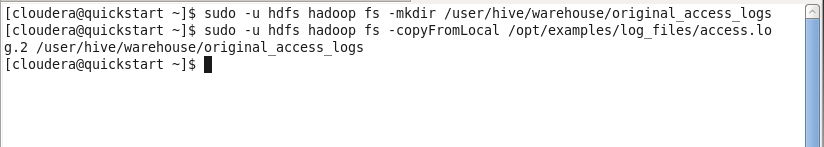 [cloudera@quickstart ~]$ sudo -u hdfs hadoop fs -mkdir /user/hive/warehouse/original_access_logs
[cloudera@quickstart ~]$ sudo -u hdfs hadoop fs -copyFromLocal /opt/examples/log_files/access.lo
g.2 /user/hive/warehouse/original_access_logs
[cloudera@quickstart ~]$